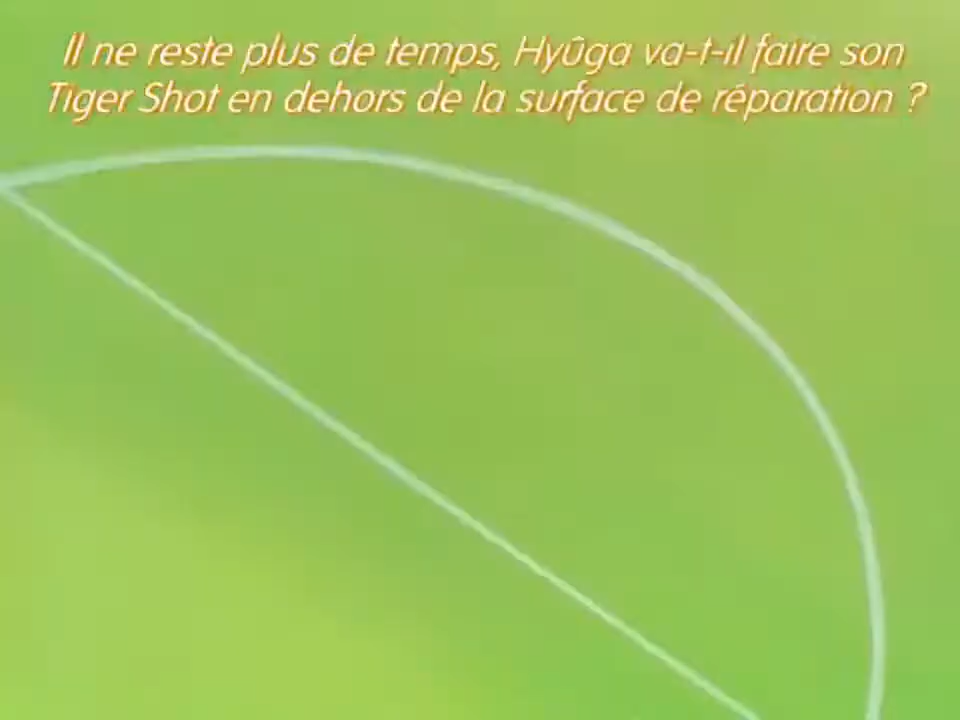 Il ne reste plus de temps, Hyûga va-t-il faire son
Tiger Shot en dehors de la surface de réparation ?